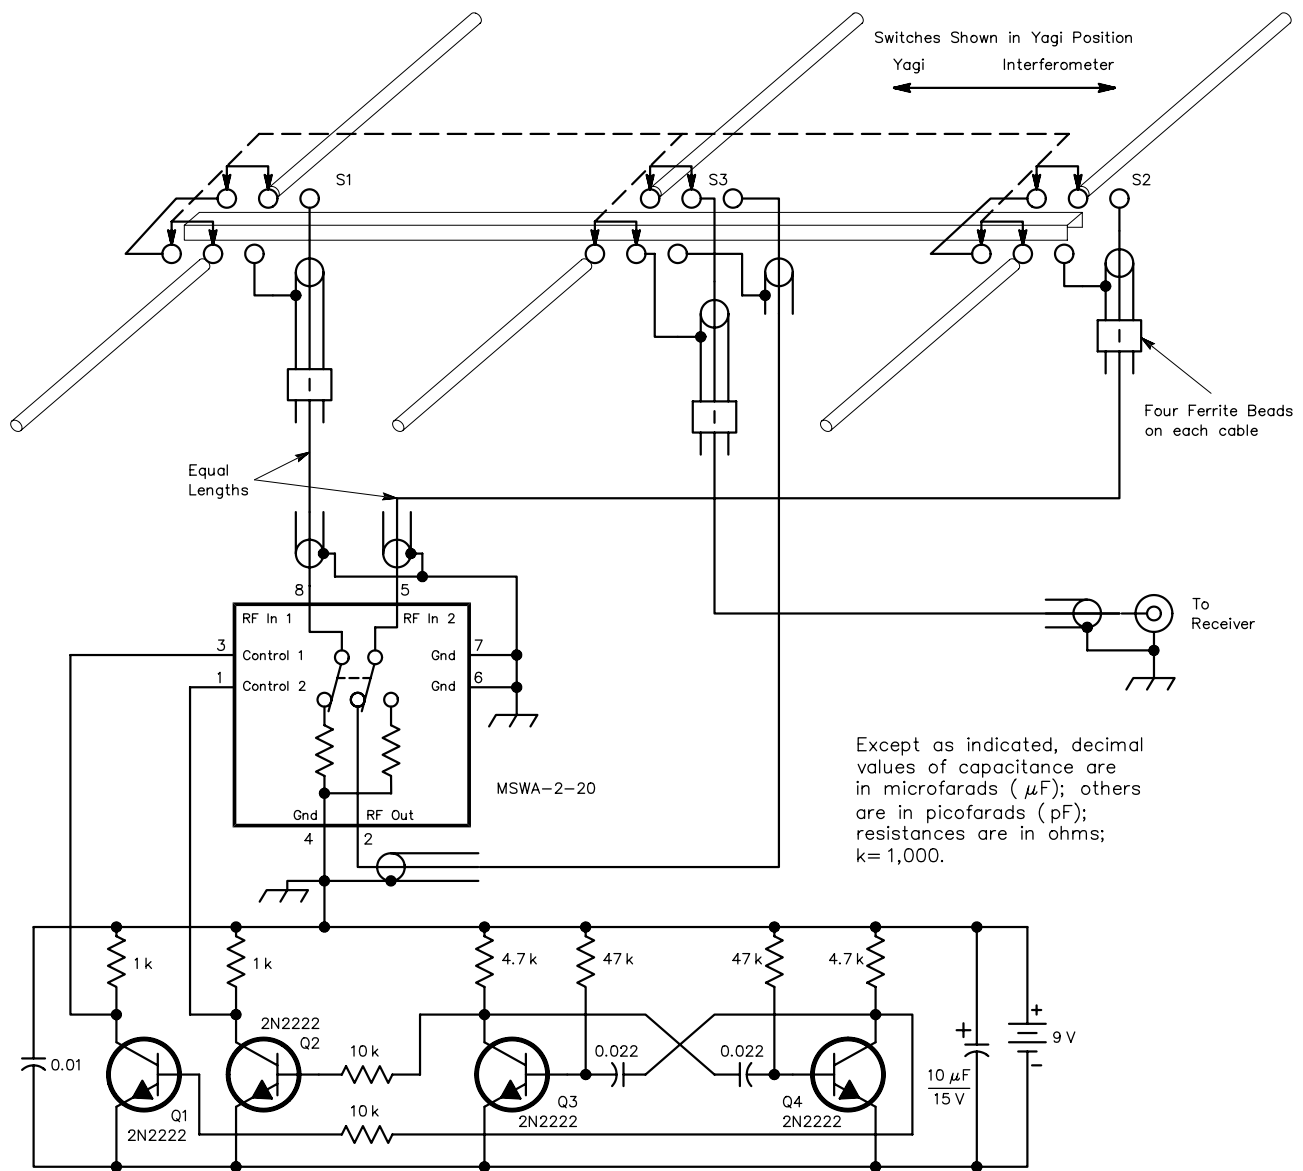 Switches Shown in Yagi Position
Yagi Interferometer
S1
S3
S2
Four Ferrite Beads
on each cable
Equal
Lengths
8 5
RF In 1 RF In 2
3 Control 1 Gnd 7
1 Control 2 Gnd 6
To
Receiver
MSWA-2-20
Gnd RF Out
4 2
Except as indicated, decimal
values of capacitance are
in microfarads ( μF); others
are in picofarads ( pF);
resistances are in ohms;
k= 1,000.
1 k
1 k
4.7 k
47 k
47 k
4.7 k
2N2222
Q2
10 k
0.01
0.022
0.022
+
10 μF
15 V
+
9 V
-
Q1
2N2222
10 k
Q3
2N2222
Q4
2N2222